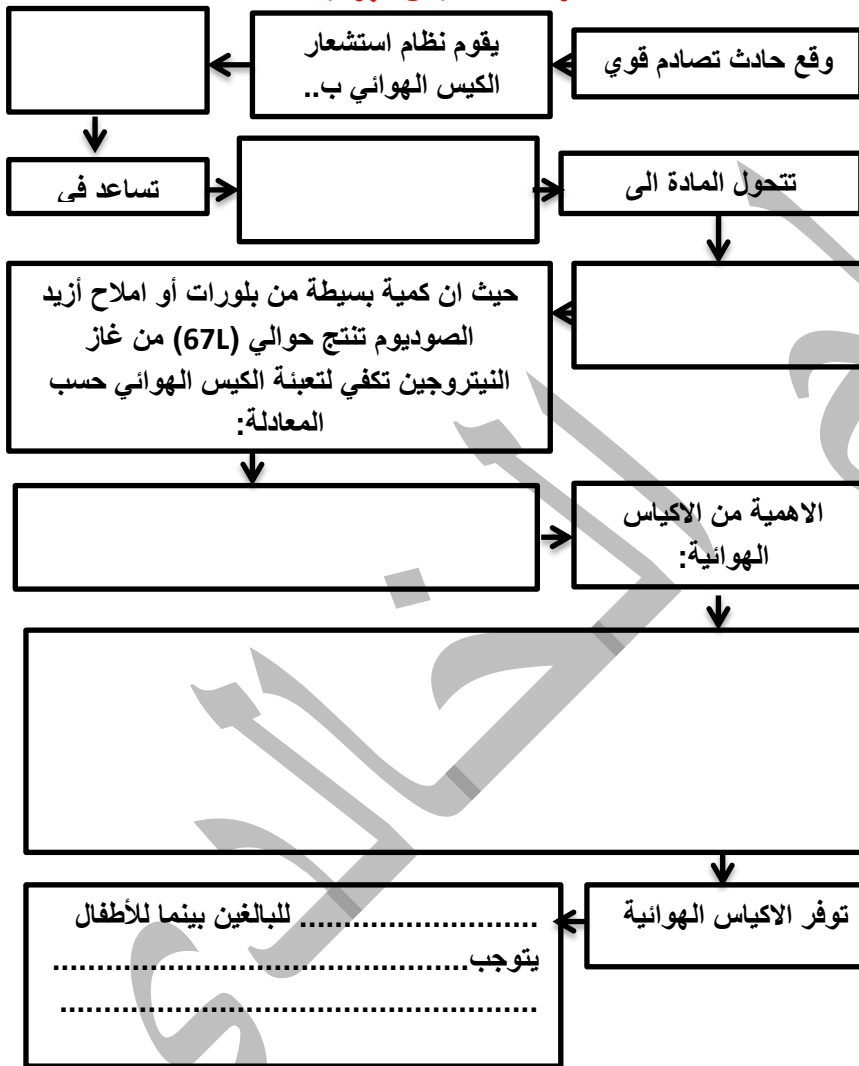 وقع حادث تصادم قوي
يقوم نظام استشعار
الكيس الهوائي ب..
تساعد في
تتحول المادة الى
حيث ان كمية بسيطة من بلورات أو املاح أزيد
الصوديوم تنتج حوالي (67L) من غاز
النيتروجين تكفي لتعبئة الكيس الهوائي حسب
المعادلة:
الاهمية من الاكياس
الهوائية:
توفر الاكياس الهوائية
............................ للبالغين بينما للأطفال
يتوجب.................................................
........................................................